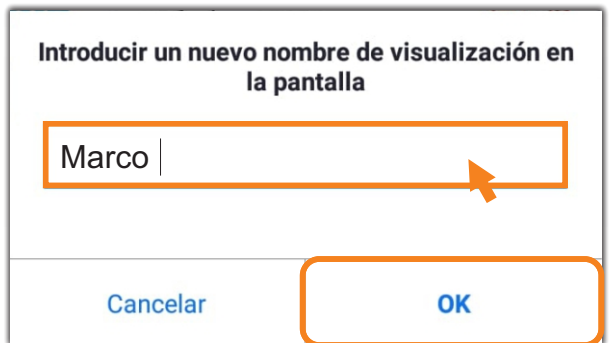 Introducir un nuevo nombre de visualización en
la pantalla
Marco
Cancelar
OK